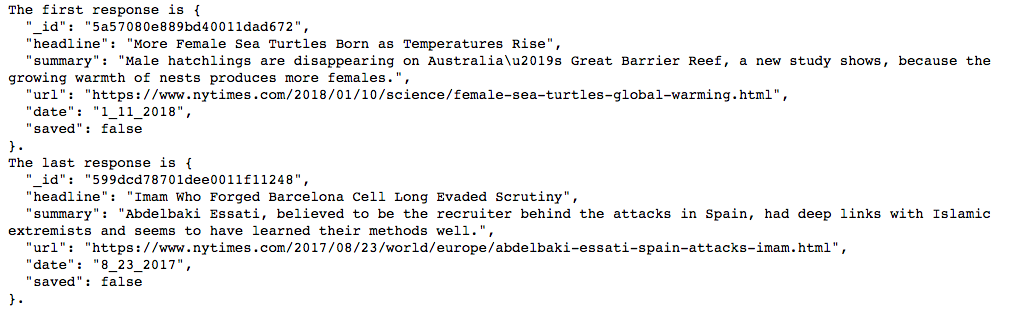 The first response is {
  "_id": "5a57080e889bd40011dad672",
  "headline": "More Female Sea Turtles Born as Temperatures Rise",
  "summary": "Male hatchlings are disappearing on Australia\u2019s Great Barrier Reef, a new study shows, because the
growing warmth of nests produces more females.",
  "url": "https://www.nytimes.com/2018/01/10/science/female-sea-turtles-global-warming.html",
  "date": "1_11_2018",
  "saved": false
}.
The last response is {
  "_id": "599dcd78701dee0011f11248",
  "headline": "Imam Who Forged Barcelona Cell Long Evaded Scrutiny",
  "summary": "Abdelbaki Essati, believed to be the recruiter behind the attacks in Spain, had deep links with Islamic
extremists and seems to have learned their methods well.",
  "url": "https://www.nytimes.com/2017/08/23/world/europe/abdelbaki-essati-spain-attacks-imam.html",
  "date": "8_23_2017",
  "saved": false
}.